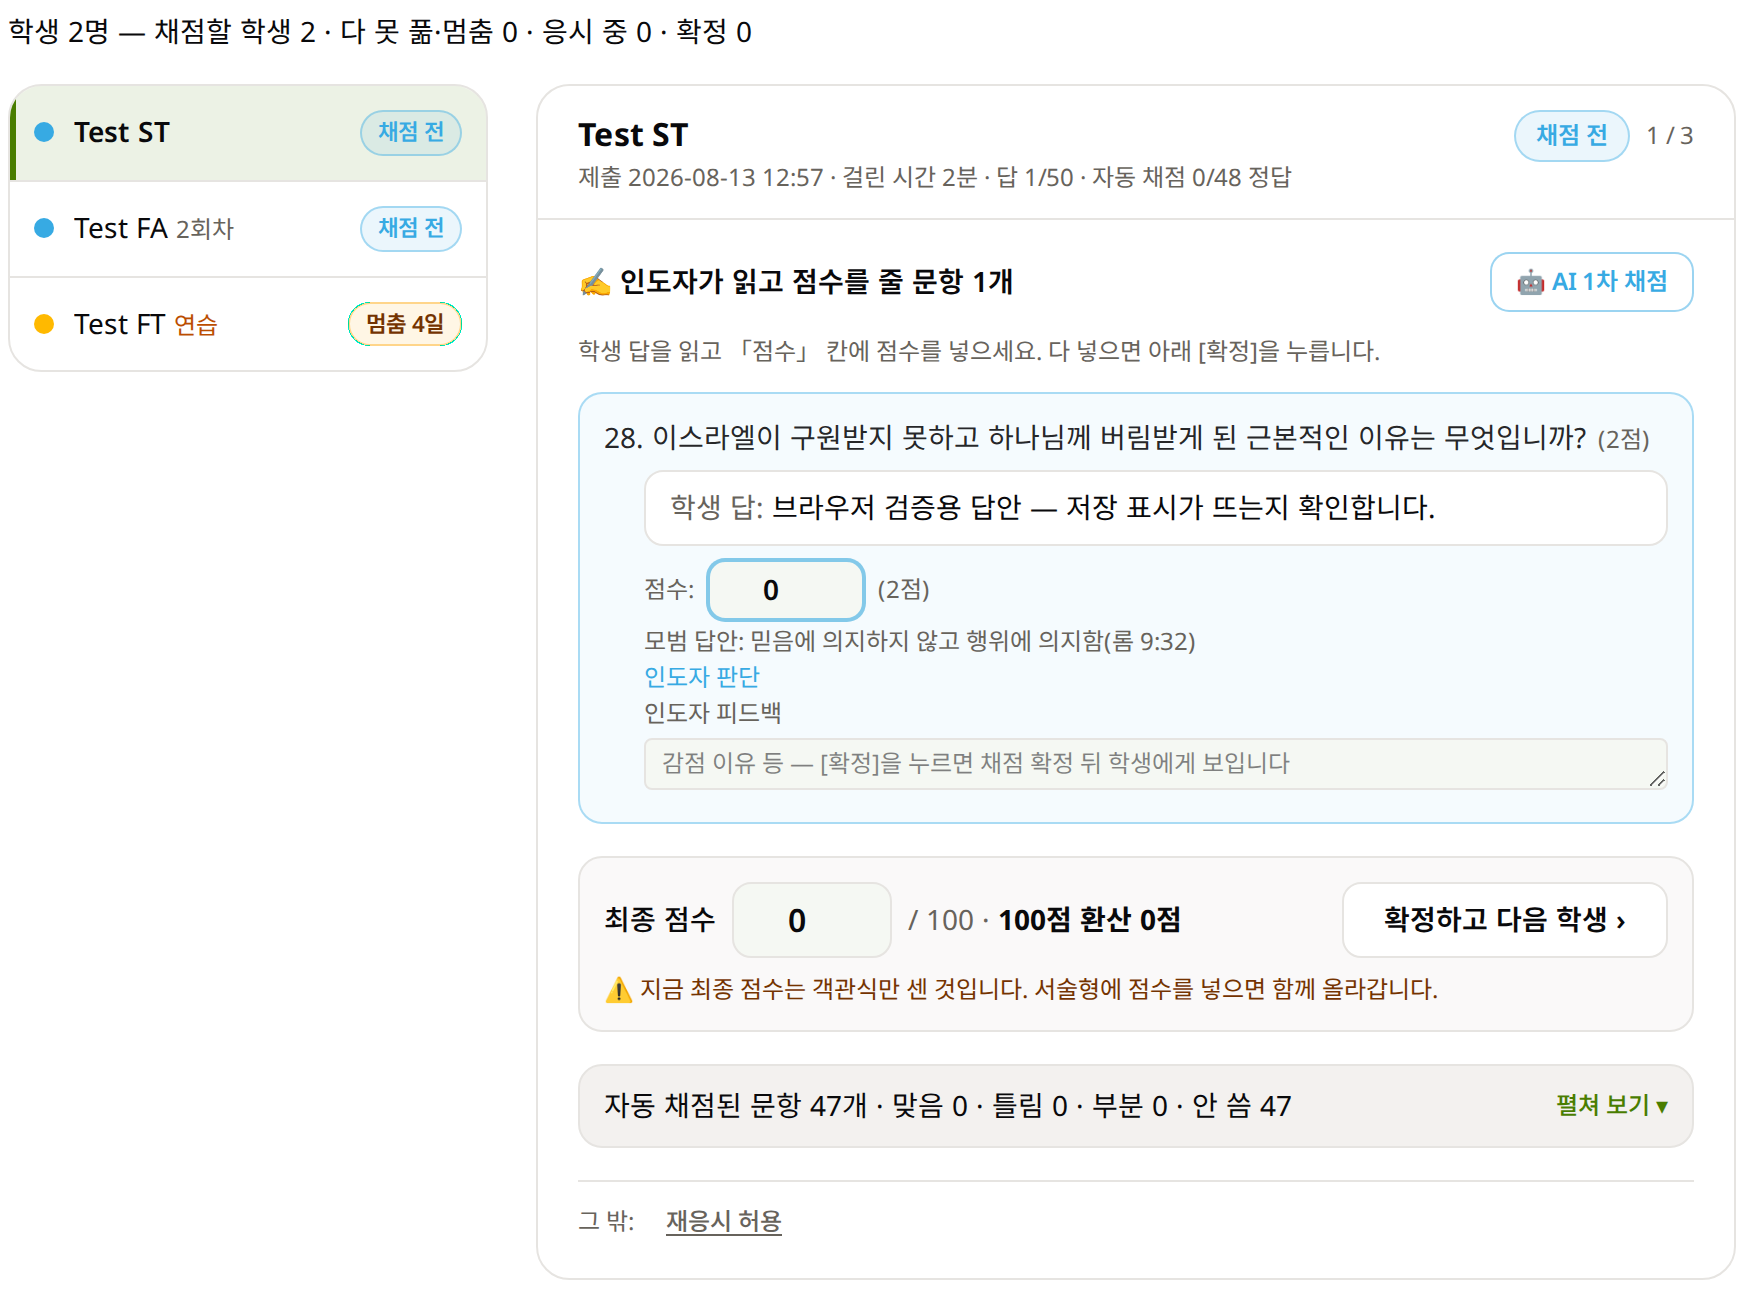 학생 2명 — 채점할 학생 2 · 다 못 풂·멈춤 0 · 응시 중 0 · 확정 0
Test ST 채점 전
Test FA 2회차 채점 전
Test FT 연습 멈춤 4일
Test ST 채점 전 1 / 3
제출 2026-08-13 12:57 · 걸린 시간 2분 · 답 1/50 · 자동 채점 0/48 정답
✍️ 인도자가 읽고 점수를 줄 문항 1개 🤖 AI 1차 채점
학생 답을 읽고 「점수」 칸에 점수를 넣으세요. 다 넣으면 아래 [확정]을 누릅니다.
28. 이스라엘이 구원받지 못하고 하나님께 버림받게 된 근본적인 이유는 무엇입니까? (2점)
학생 답: 브라우저 검증용 답안 — 저장 표시가 뜨는지 확인합니다.
점수: 0 (2점)
모범 답안: 믿음에 의지하지 않고 행위에 의지함(롬 9:32)
인도자 판단
인도자 피드백
감점 이유 등 — [확정]을 누르면 채점 확정 뒤 학생에게 보입니다
최종 점수 0 / 100 · 100점 환산 0점 확정하고 다음 학생 ›
⚠️ 지금 최종 점수는 객관식만 센 것입니다. 서술형에 점수를 넣으면 함께 올라갑니다.
자동 채점된 문항 47개 · 맞음 0 · 틀림 0 · 부분 0 · 안 씀 47 펼쳐 보기 ▾
그 밖: 재응시 허용